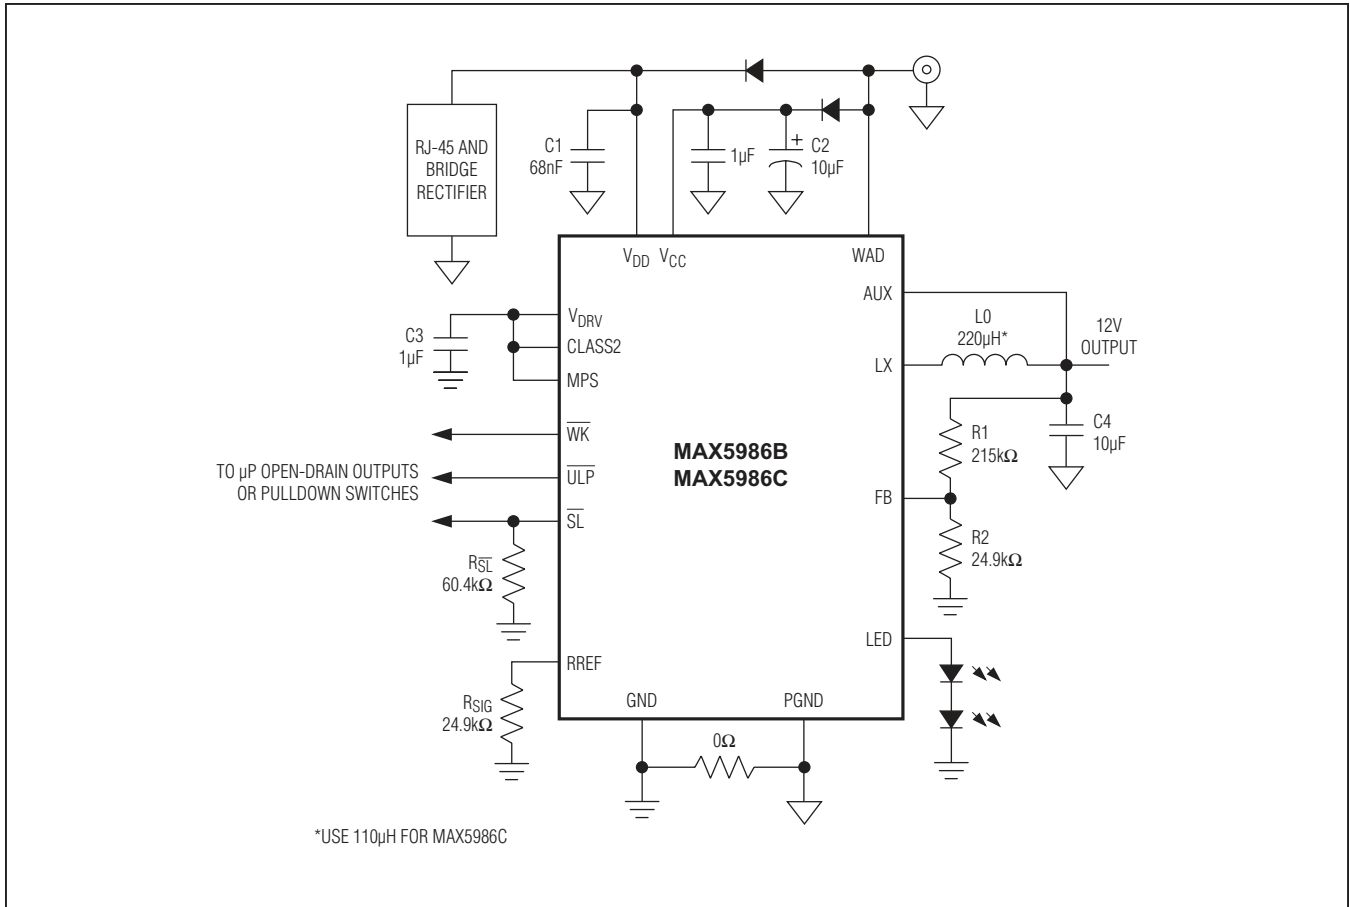 RJ-45 AND
BRIDGE
RECTIFIER
C1
68nF
1µF
+
C2
10µF
VDD VCC WAD
AUX
L0
220µH*
12V
OUTPUT
LX
C3
1µF
VDRV
CLASS2
MPS
WK
TO µP OPEN-DRAIN OUTPUTS
OR PULLDOWN SWITCHES
ULP
SL
MAX5986B
MAX5986C
R1
215kΩ
C4
10µF
FB
R2
24.9kΩ
RSL
60.4kΩ
LED
RREF
RSIG
24.9kΩ
GND PGND
0Ω
*USE 110µH FOR MAX5986C